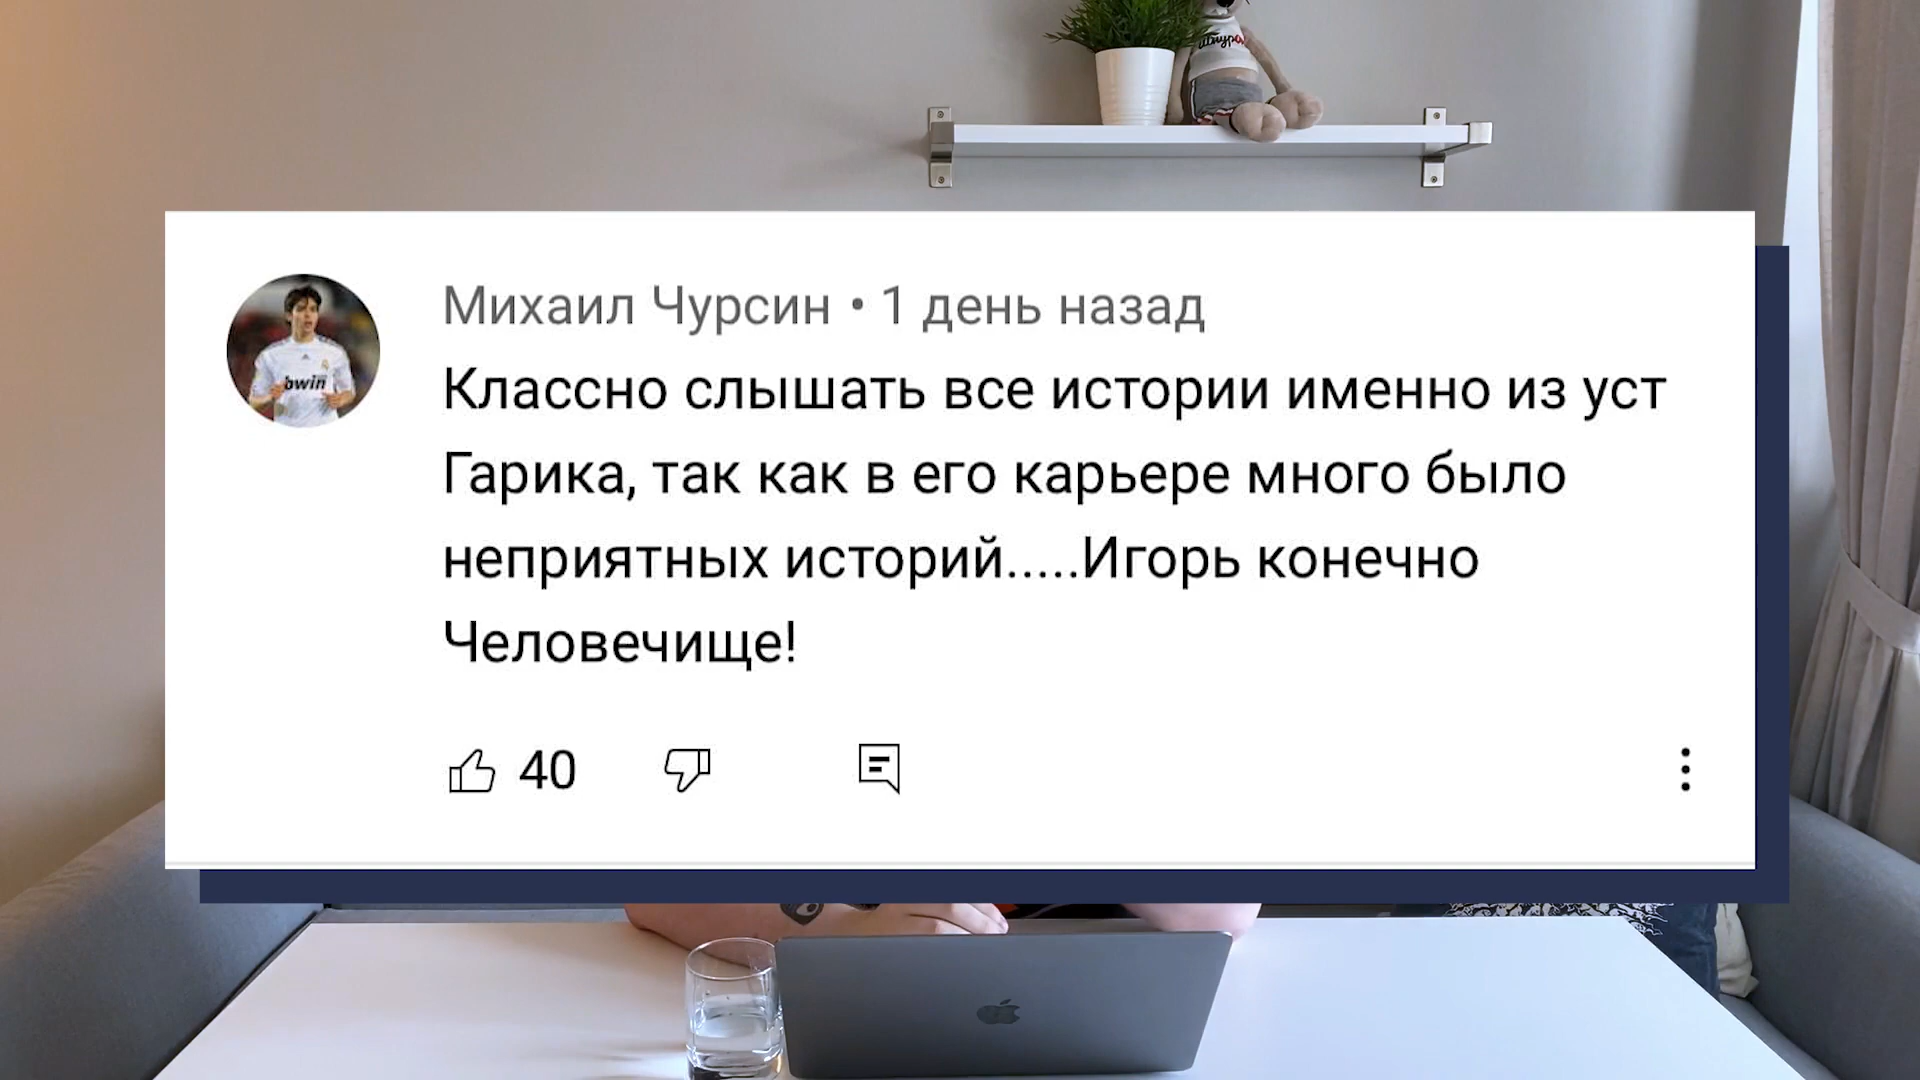 Михаил Чурсин • 1 день назад
Классно слышать все истории именно из уст
Гарика, так как в его карьере много было
неприятных историй.....Игорь конечно
Человечище!
40
bwin